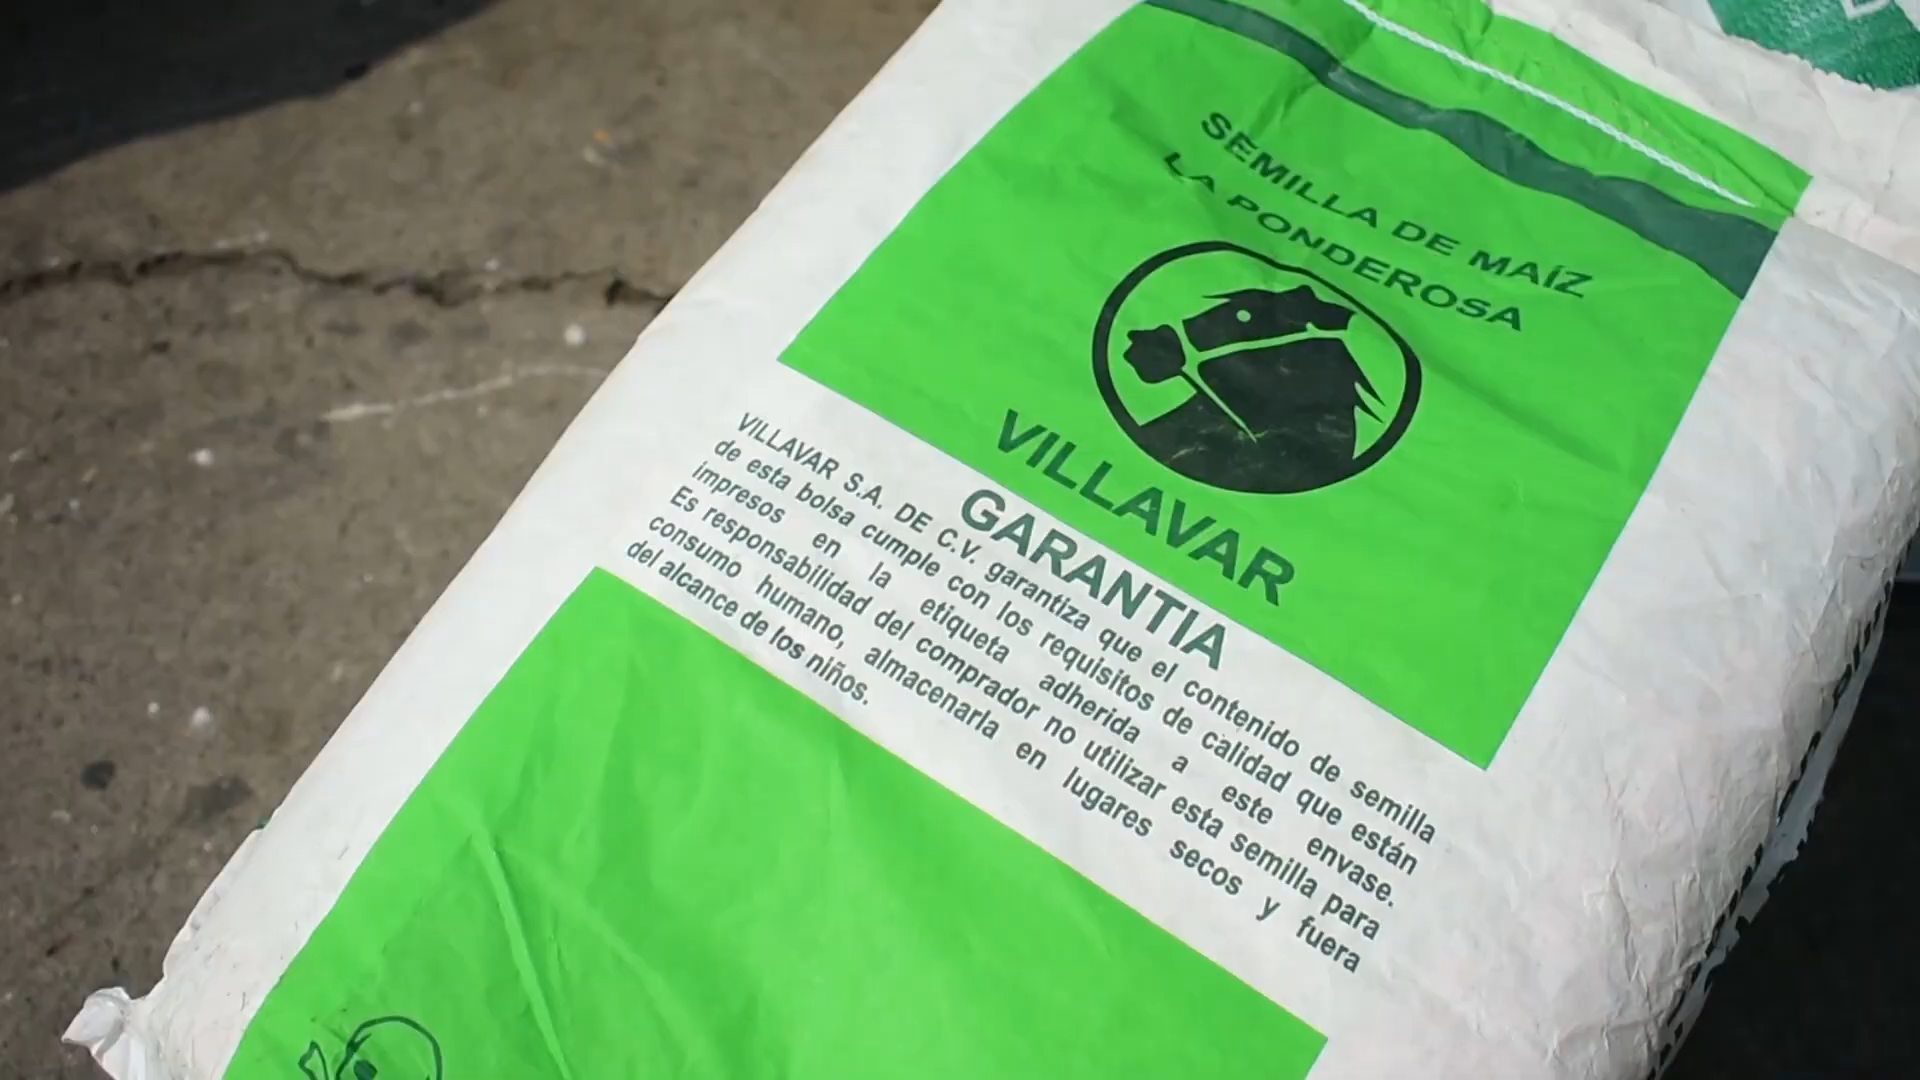 SEMILLA DE MAÍZ
LA PONDEROSA
VILLAVAR
GARANTIA
VILLAVAR S.A. DE C.V. garantiza que el contenido de semilla
de esta bolsa cumple con los requisitos de calidad que están
impresos en la etiqueta adherida a este envase.
Es responsabilidad del comprador no utilizar esta semilla para
consumo humano, almacenarla en lugares secos y fuera
del alcance de los niños.